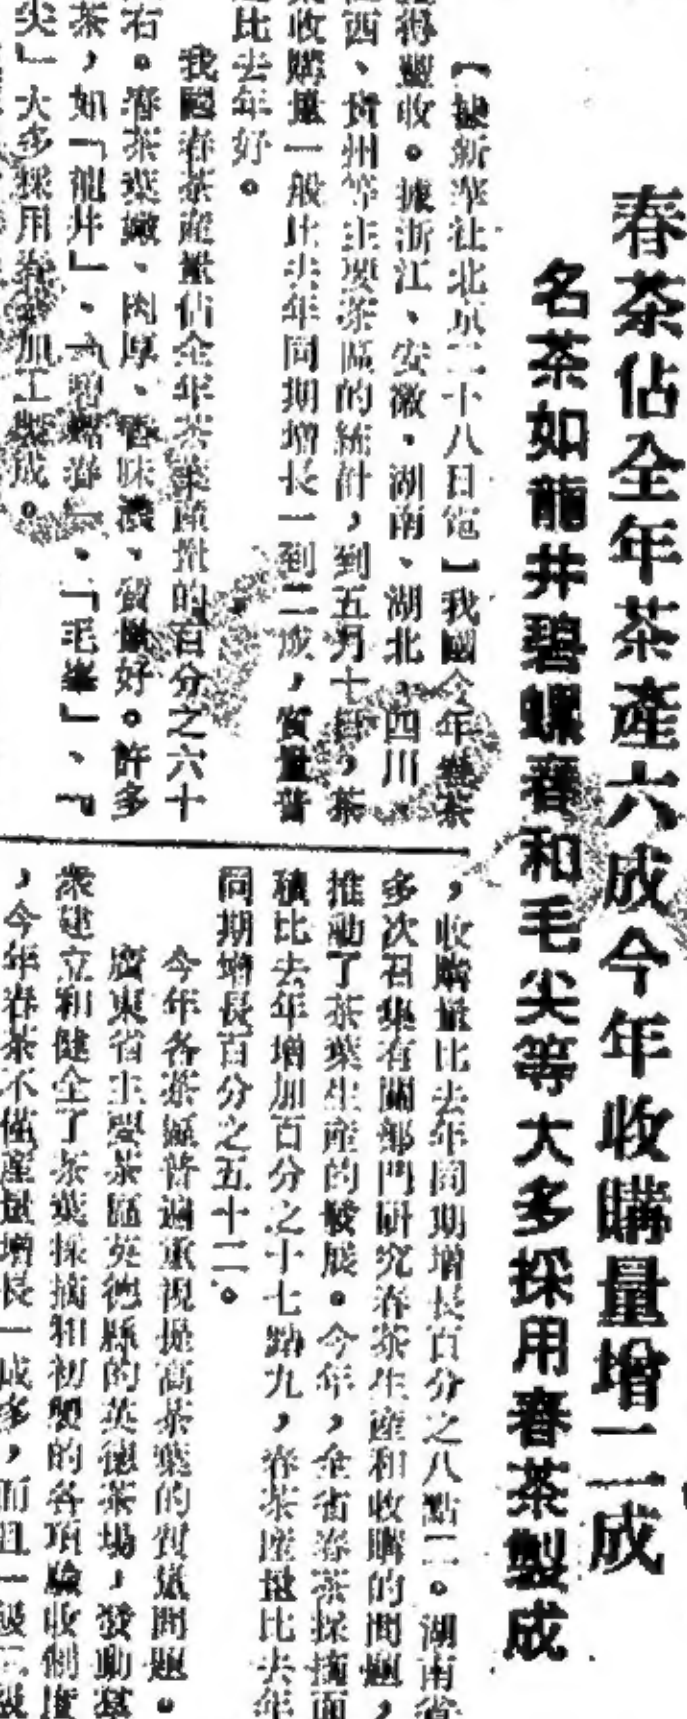 春茶佔全年茶產六成今年收購量增一二成
名茶如龍井碧螺春和毛尖等大多採用春茶製成
【據新華社北京二十八日電】我國今年春茶
得豐收。據浙江、安徽、湖南、湖北、四川、
西、貴州等主要茶區的統計，到五月十日，茶
收購量一般比去年同期增長一到二成，質量普
比去年好。
我國春茶產量佔全年茶葉產量的百分之六十
右。春茶葉嫩、肉厚、香味濃、質量好。許多
茶，如「龍井」、「碧螺春」、「毛峯」、「
尖」大多採用春茶加工製成。
，收購量比去年同期增長百分之八點二。湖南省
多次召集有關部門研究春茶生產和收購的問題，
推動了茶葉生產的發展。今年，全省春茶採摘面
積比去年增加百分之十七點九，春茶產量比去年
同期增長百分之五十二。
今年各茶區普遍重視提高茶葉的質量問題。
廣東省主要茶區英德縣的英德茶場，發動羣
衆建立和健全了茶葉採摘和初製的各項驗收制度
，今年春茶不僅產量增長一成多，而且一級二級